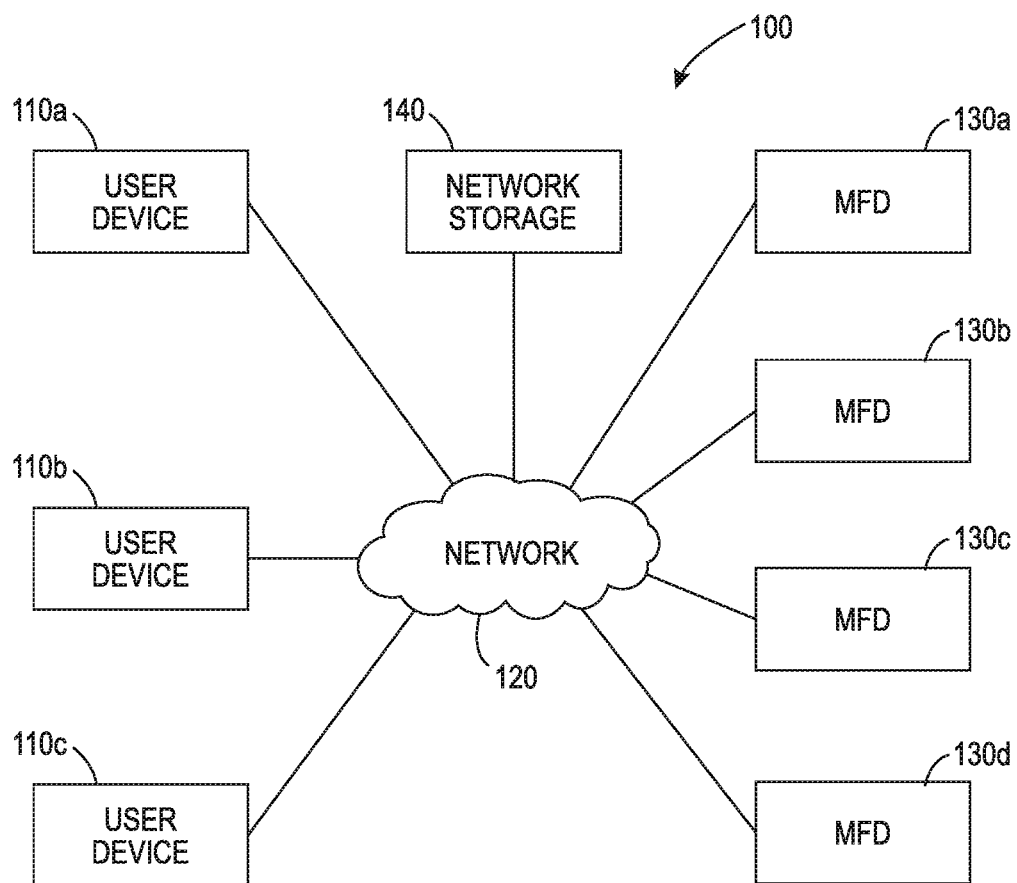 100
110a
140
130a
USER
DEVICE
NETWORK
STORAGE
MFD
130b
MFD
110b
USER
DEVICE
NETWORK
130c
MFD
120
110c
USER
DEVICE
130d
MFD